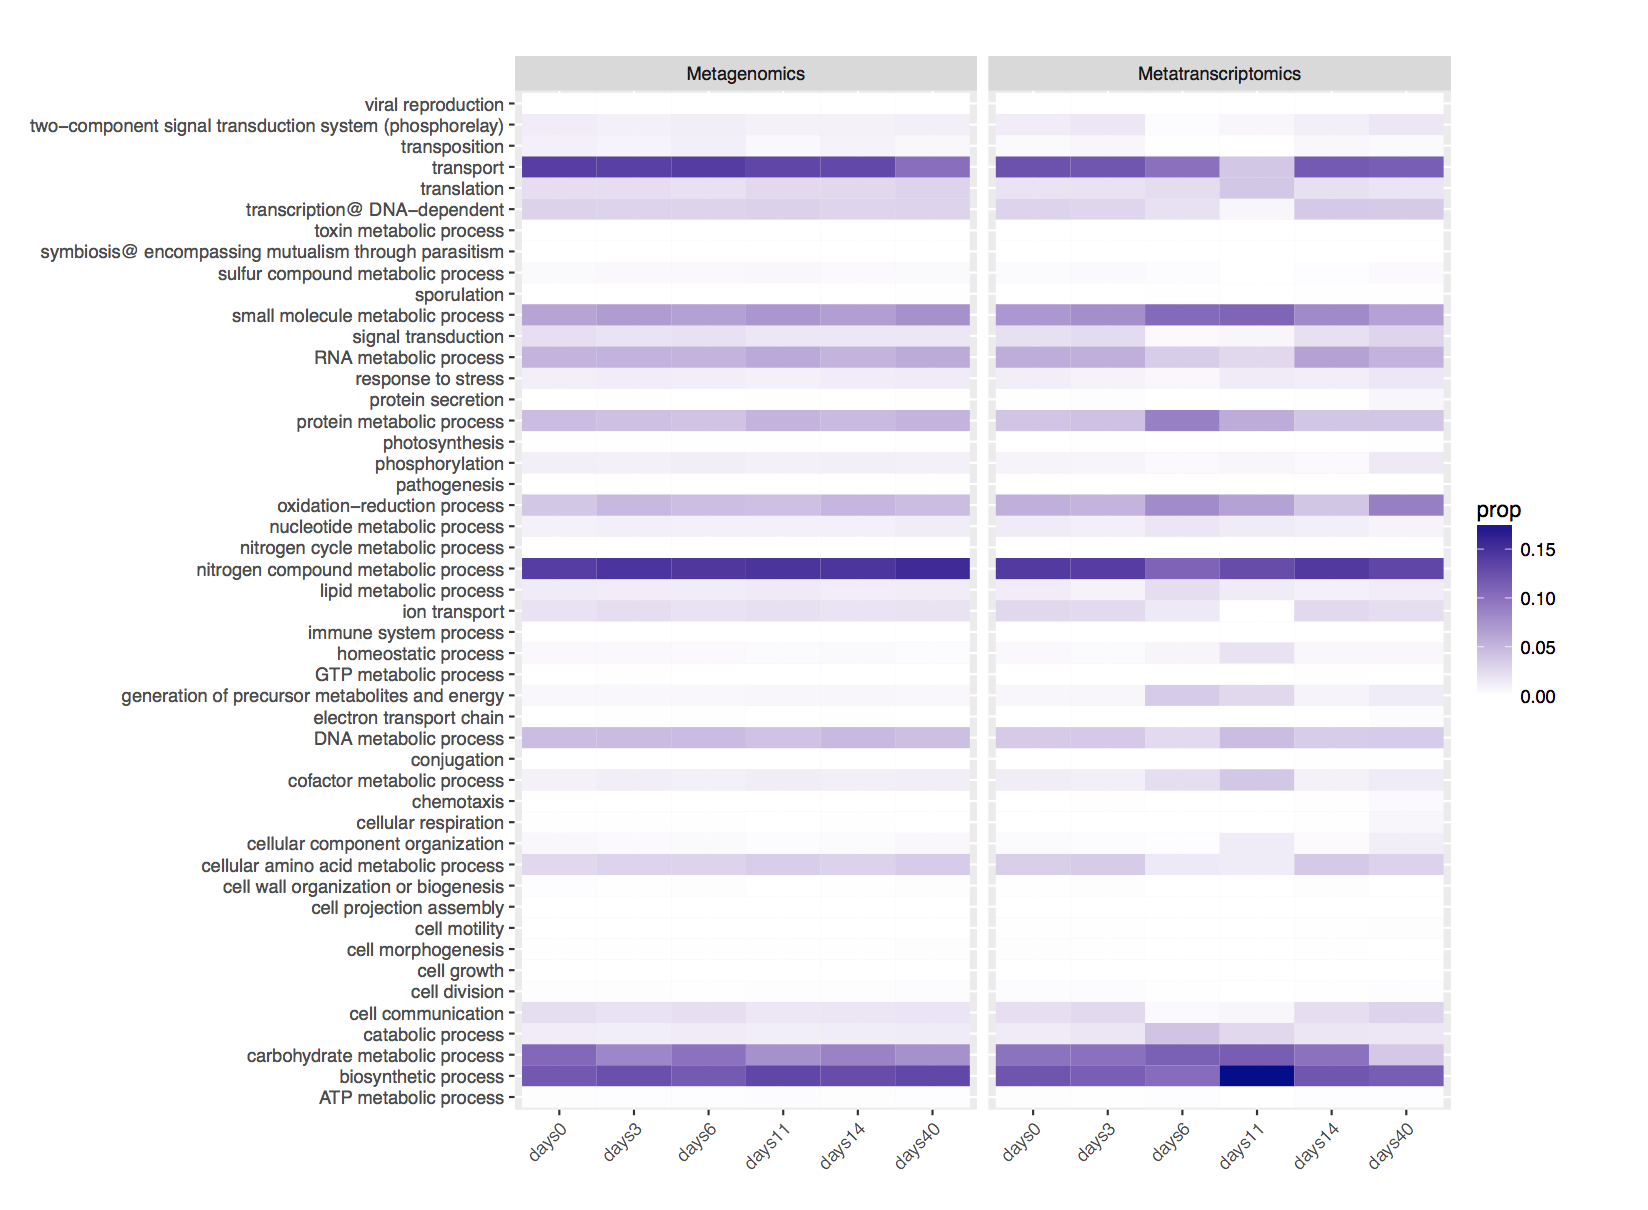 Metagenomics
Metatranscriptomics
viral reproduction
two−component signal transduction system (phosphorelay)
transposition
transport
translation
transcription@ DNA−dependent
toxin metabolic process
symbiosis@ encompassing mutualism through parasitism
sulfur compound metabolic process
sporulation
small molecule metabolic process
signal transduction
RNA metabolic process
response to stress
protein secretion
protein metabolic process
photosynthesis
phosphorylation
pathogenesis
oxidation−reduction process
nucleotide metabolic process
nitrogen cycle metabolic process
nitrogen compound metabolic process
lipid metabolic process
ion transport
immune system process
homeostatic process
GTP metabolic process
generation of precursor metabolites and energy
electron transport chain
DNA metabolic process
conjugation
cofactor metabolic process
chemotaxis
cellular respiration
cellular component organization
cellular amino acid metabolic process
cell wall organization or biogenesis
cell projection assembly
cell motility
cell morphogenesis
cell growth
cell division
cell communication
catabolic process
carbohydrate metabolic process
biosynthetic process
ATP metabolic process
days0
days3
days6
days11
days14
days40
days0
days3
days6
days11
days14
days40
prop
0.15
0.10
0.05
0.00